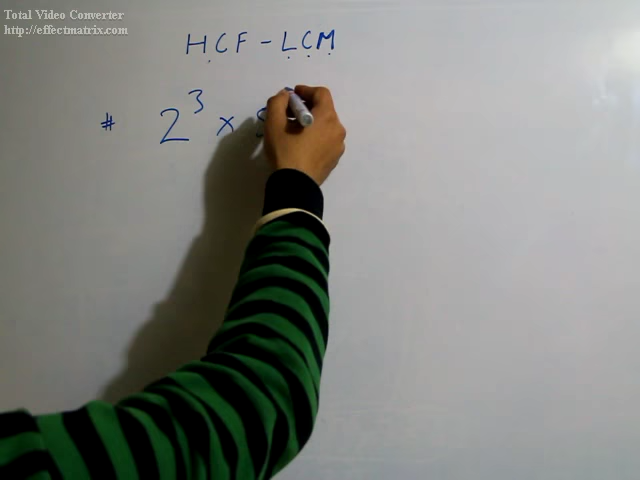 Total Video Converter
http://effectmatrix.com
HCF - LCM
# 2³ ×